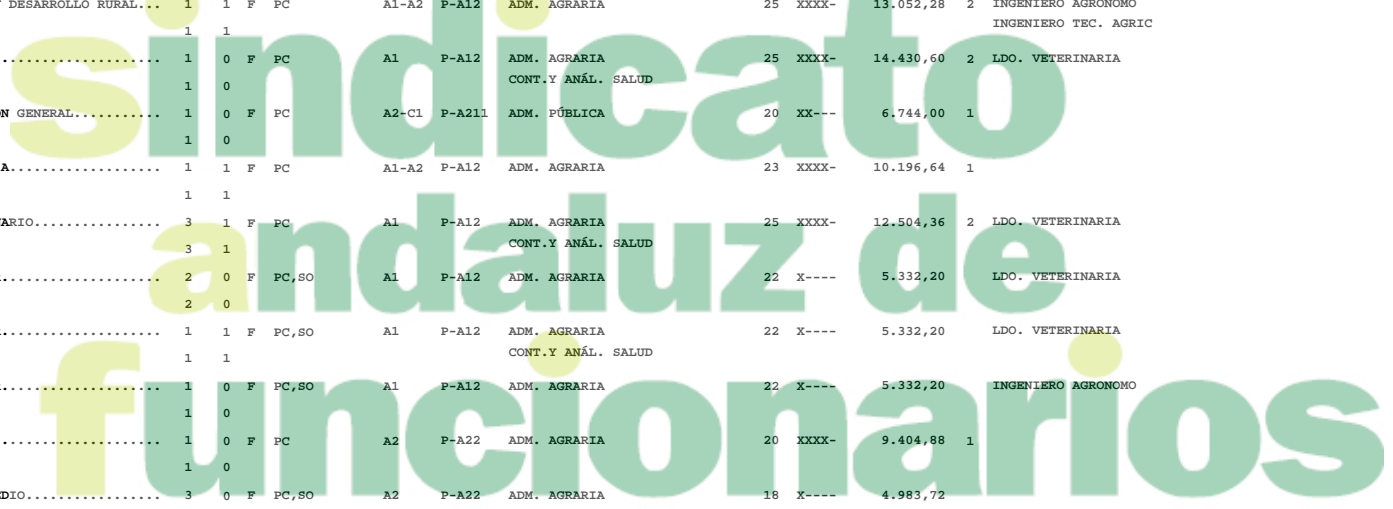 DESARROLLO RURAL... 1 1 F PC A1-A2 P-A12 ADM. AGRARIA 25 XXXX- 13.052,28 2 INGENIERO AGRONOMO
1 1 INGENIERO TEC. AGRIC
.................... 1 0 F PC A1 P-A12 ADM. AGRARIA 25 XXXX- 14.430,60 2 LDO. VETERINARIA
1 0 CONT.Y ANÁL. SALUD
N GENERAL........... 1 0 F PC A2-C1 P-A211 ADM. PÚBLICA 20 XX--- 6.744,00 1
1 0
A................... 1 1 F PC A1-A2 P-A12 ADM. AGRARIA 23 XXXX- 10.196,64 1
1 1
ARIO................ 3 1 F PC A1 P-A12 ADM. AGRARIA 25 XXXX- 12.504,36 2 LDO. VETERINARIA
3 1 CONT.Y ANÁL. SALUD
.................... 2 0 F PC,SO A1 P-A12 ADM. AGRARIA 22 X---- 5.332,20 LDO. VETERINARIA
2 0
.................... 1 1 F PC,SO A1 P-A12 ADM. AGRARIA 22 X---- 5.332,20 LDO. VETERINARIA
1 1 CONT.Y ANÁL. SALUD
.................... 1 0 F PC,SO A1 P-A12 ADM. AGRARIA 22 X---- 5.332,20 INGENIERO AGRONOMO
1 0
.................... 1 0 F PC A2 P-A22 ADM. AGRARIA 20 XXXX- 9.404,88 1
1 0
DIO................. 3 0 F PC,SO A2 P-A22 ADM. AGRARIA 18 X---- 4.983,72
sindicato
andaluz de
funcionarios